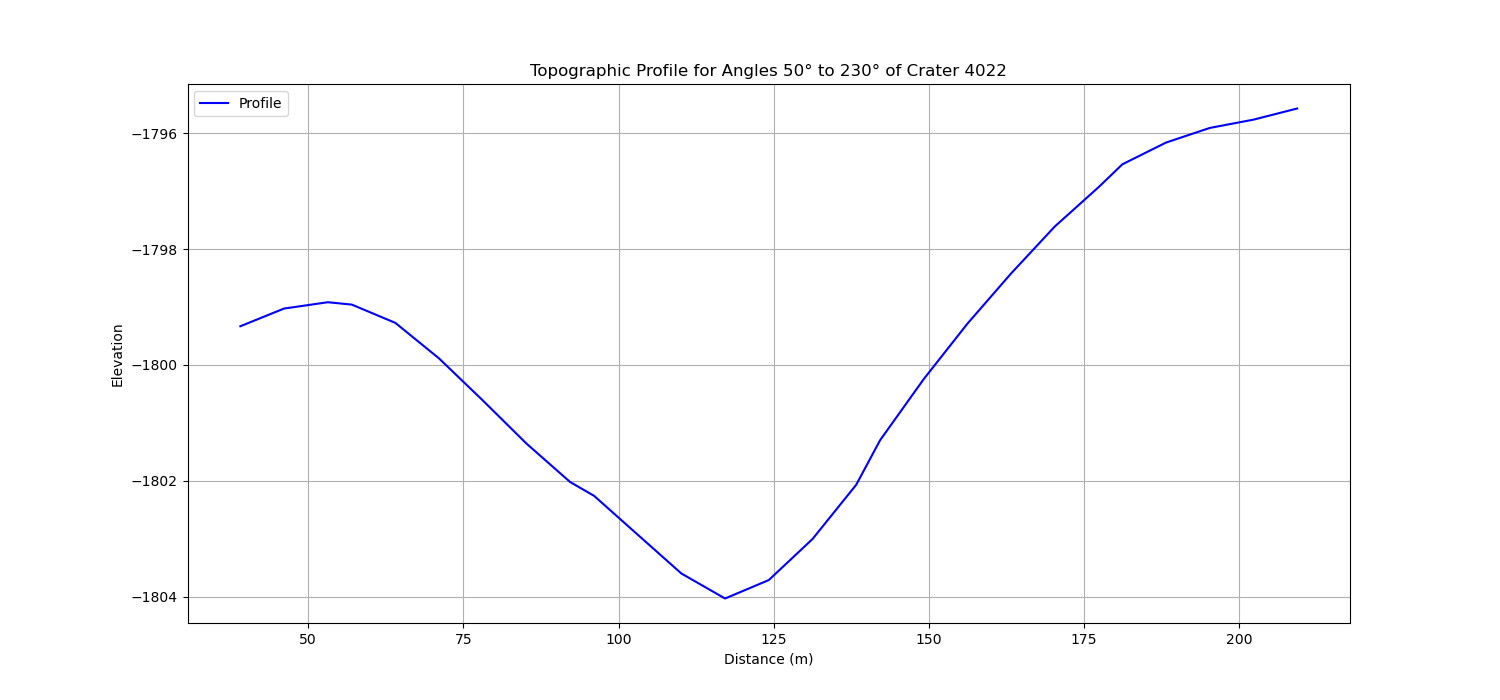 Topographic Profile for Angles 50° to 230° of Crater 4022
Profile
−1796
−1798
−1800
−1802
−1804
Elevation
50 75 100 125 150 175 200
Distance (m)